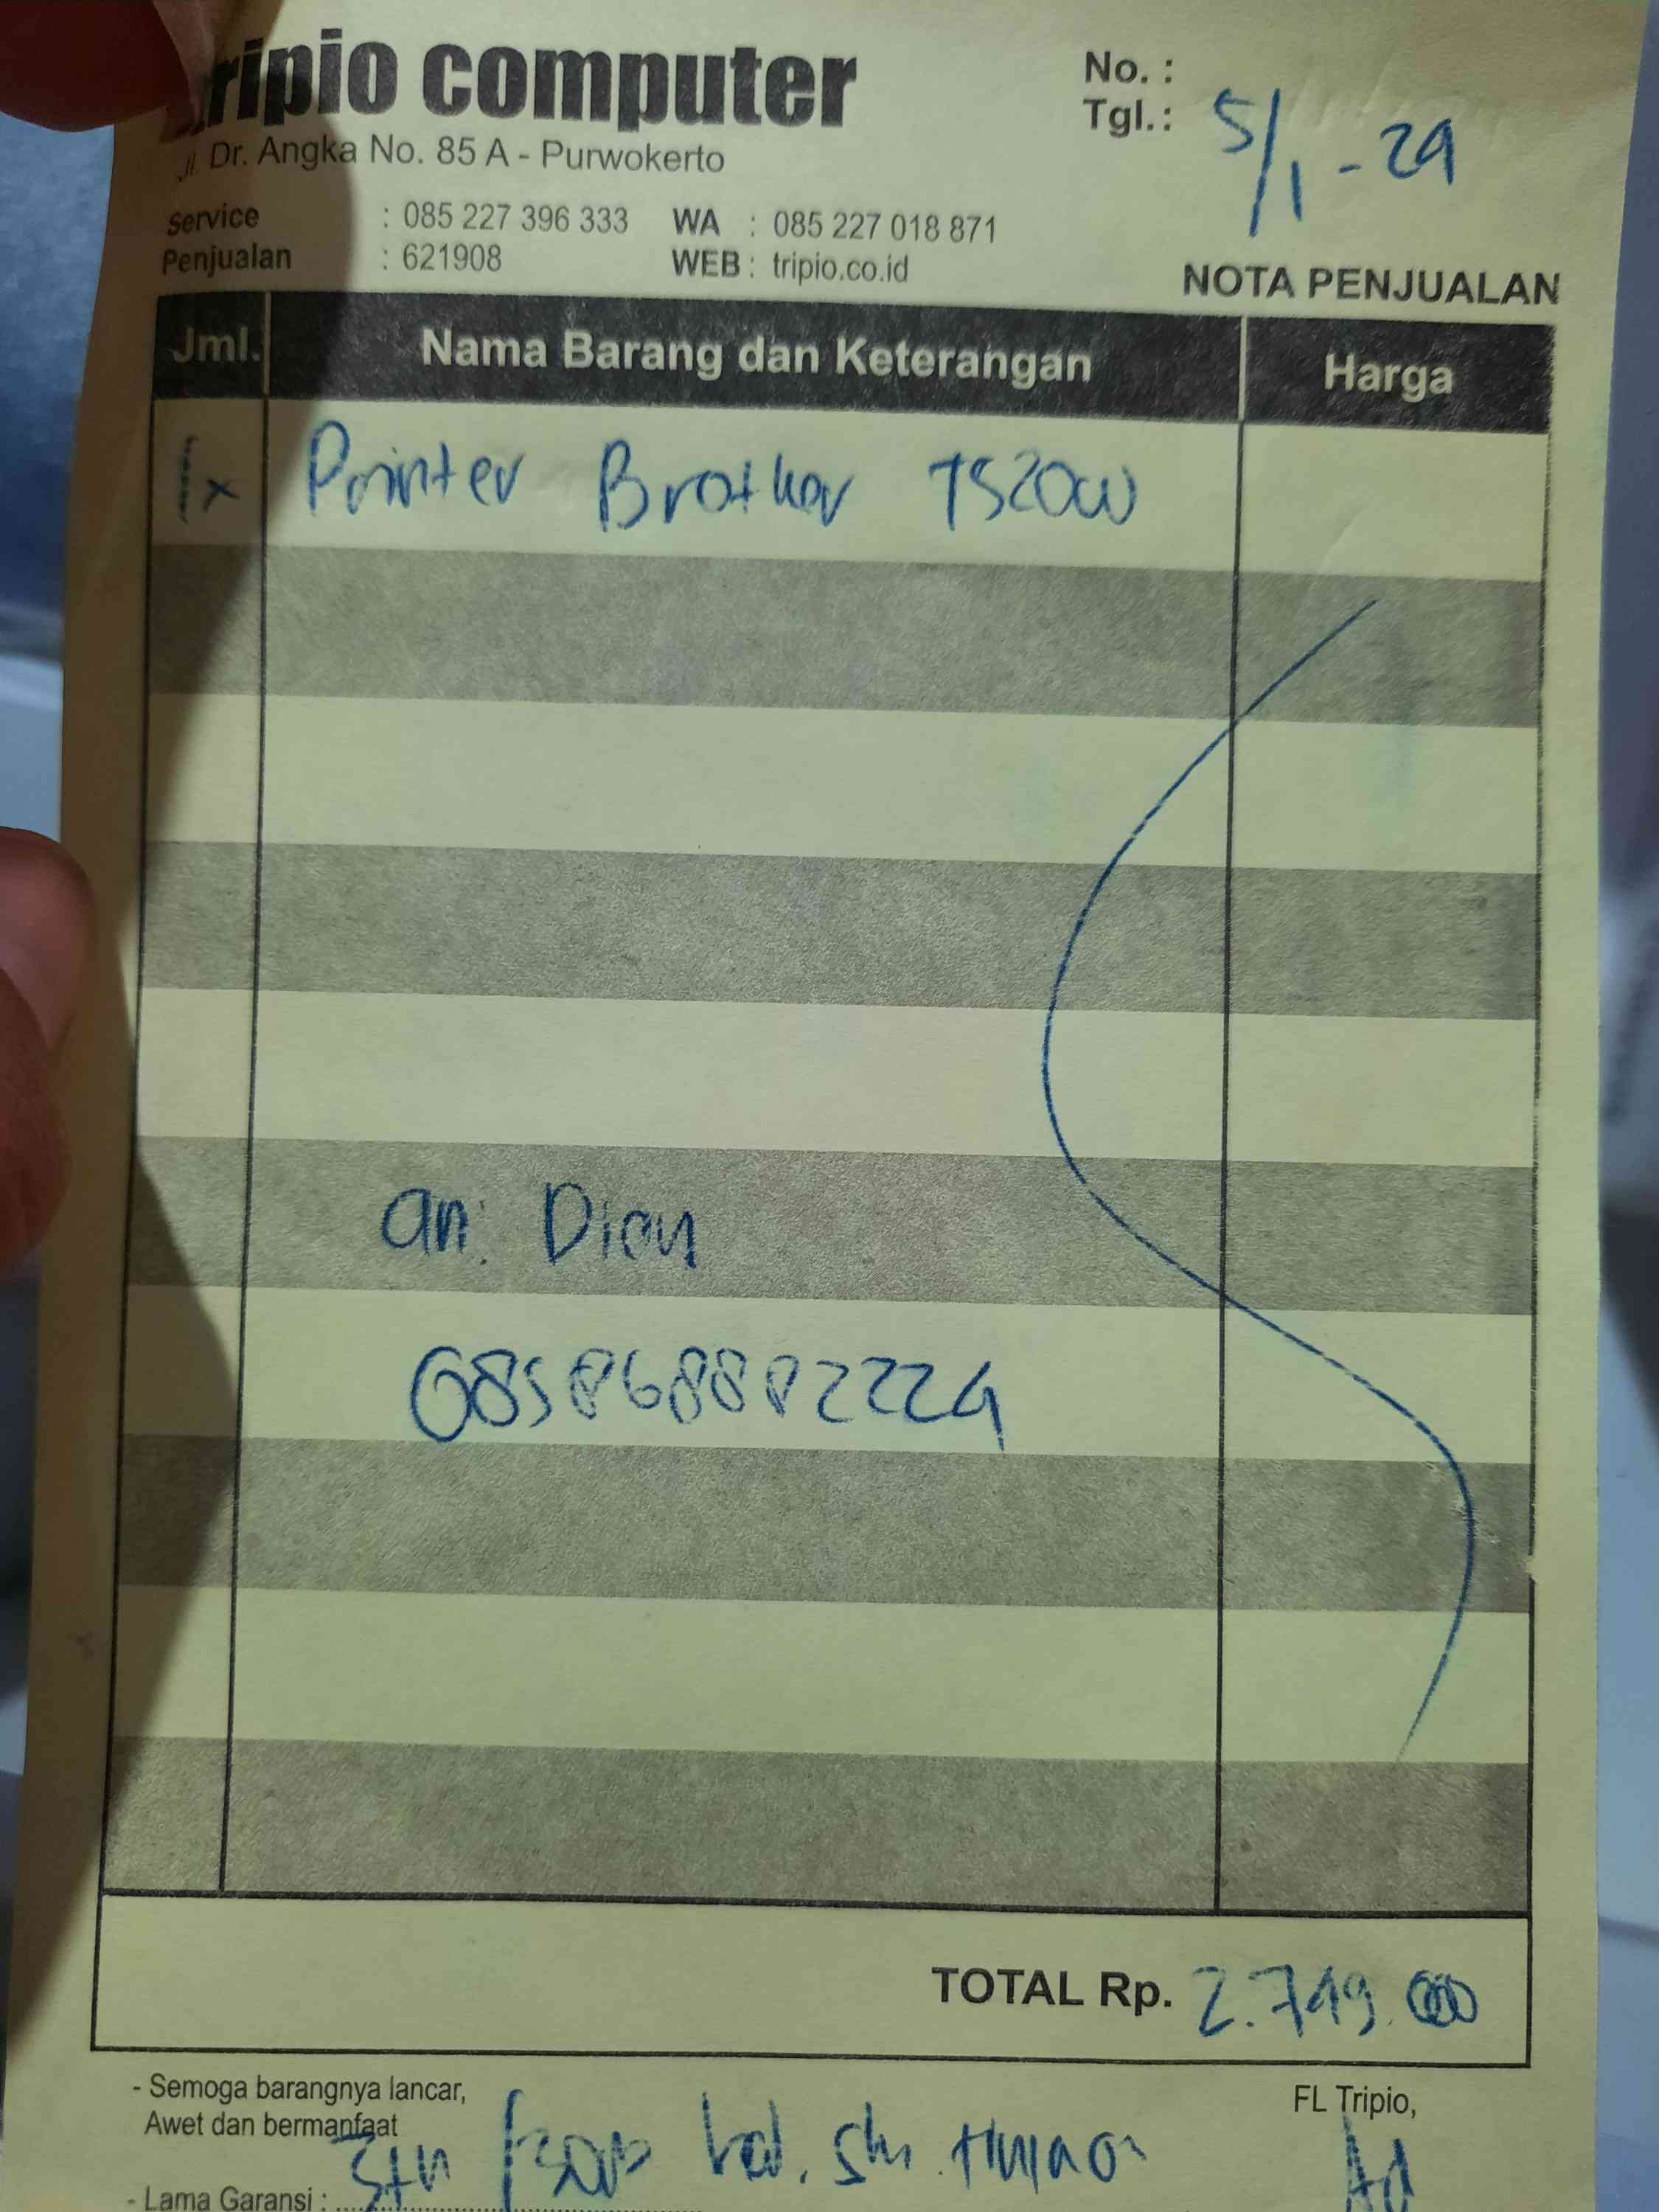 tripio computer
Jl. Dr. Angka No. 85 A - Purwokerto
Service : 085 227 396 333 WA : 085 227 018 871
Penjualan : 621908 WEB : tripio.co.id
No. :
Tgl. : 5/1 - 24
NOTA PENJUALAN
Jml. Nama Barang dan Keterangan Harga
1x Printer Brother T520W
an: Dian
085868882224
TOTAL Rp. 2.749.000
- Semoga barangnya lancar,
Awet dan bermanfaat
FL Tripio,
- Lama Garansi : 3th